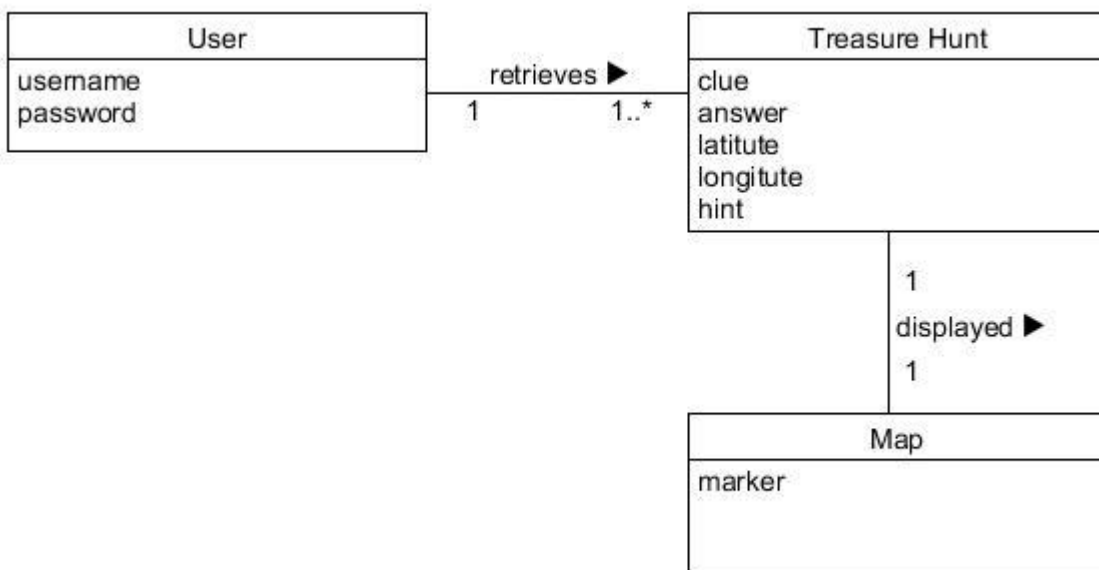 User
username
password
retrieves ▶
1
1..*
Treasure Hunt
clue
answer
latitute
longitute
hint
1
displayed ▶
1
Map
marker